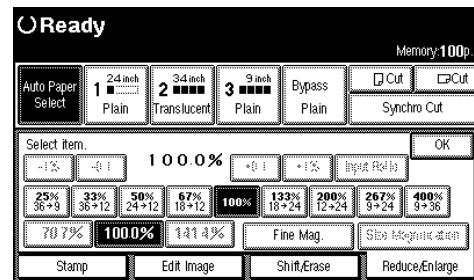 Ready
Memory:100p.
Auto Paper Select
1 24inch Plain
2 34inch Translucent
3 9inch Plain
Bypass Plain
Cut
Cut
Synchro Cut
Select item.
OK
-1%
-0.1
100.0%
+0.1
+1%
Input Ratio
25% 36→9
33% 36→12
50% 24→12
67% 18→12
100%
133% 18→24
200% 12→24
267% 9→24
400% 9→36
70.7%
100.0%
141.4%
Fine Mag.
Size Magnification
Stamp
Edit Image
Shift/Erase
Reduce/Enlarge